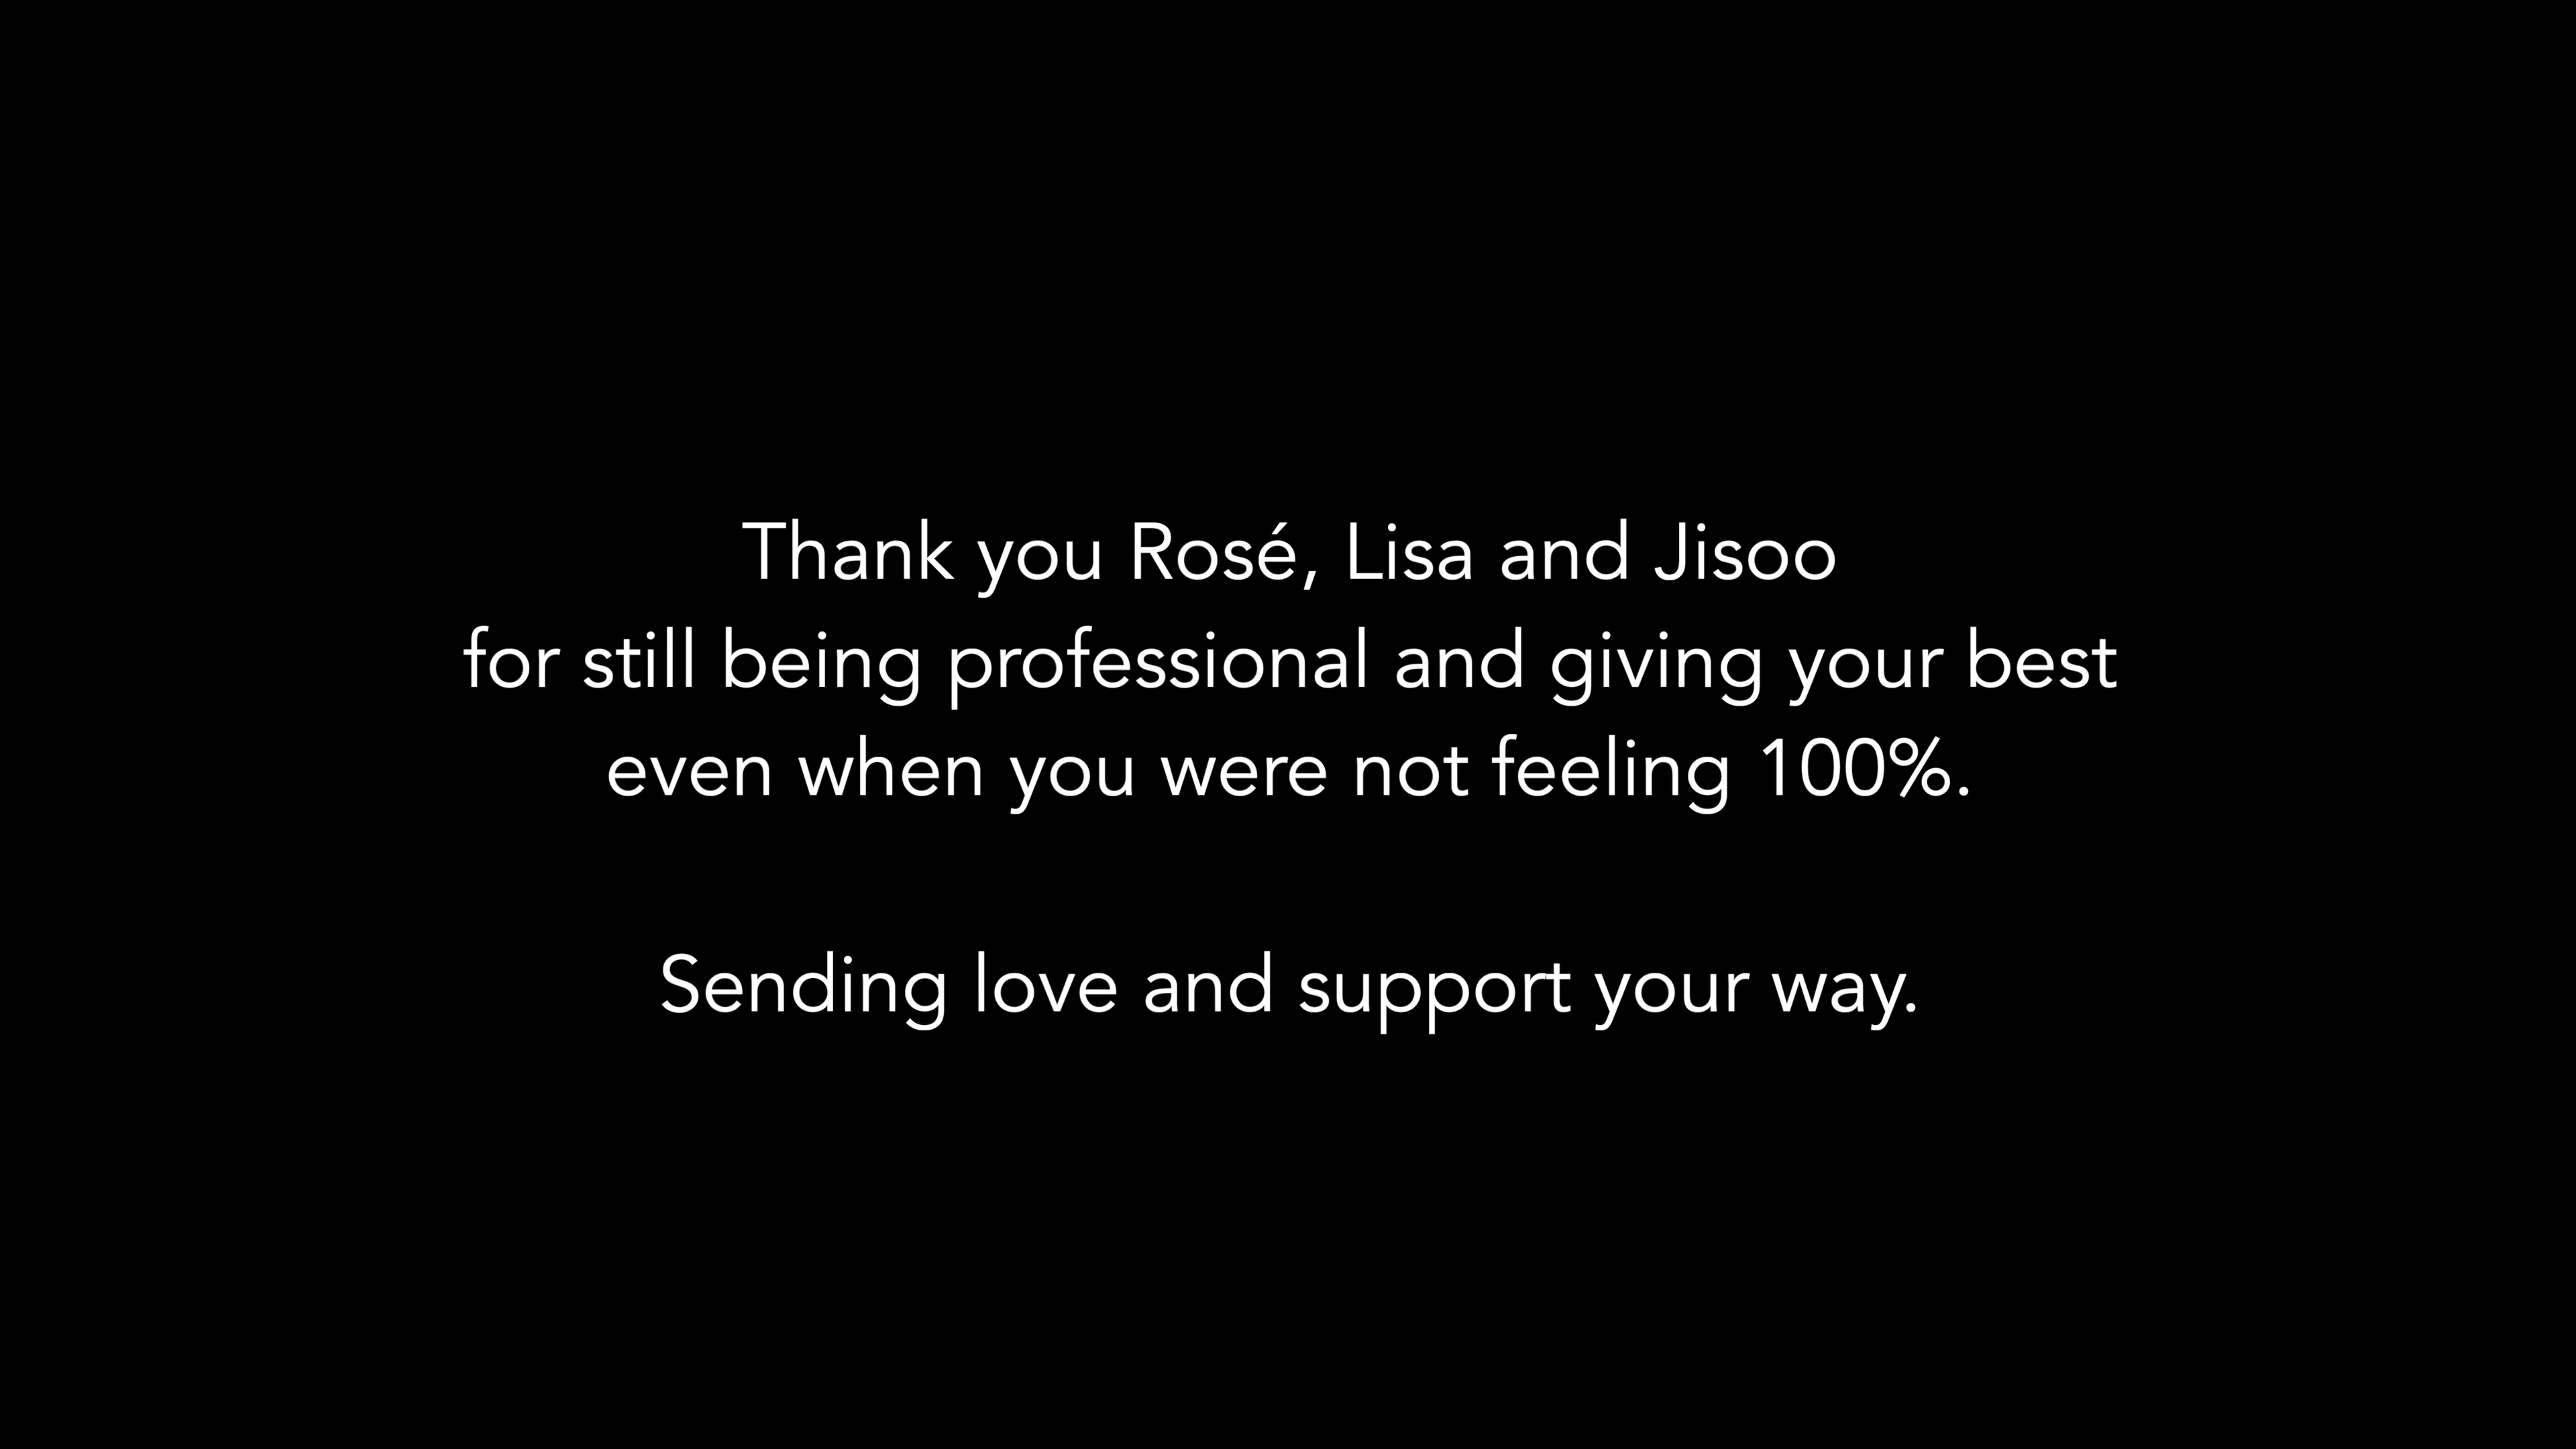 Thank you Rosé, Lisa and Jisoo
for still being professional and giving your best
even when you were not feeling 100%.
Sending love and support your way.